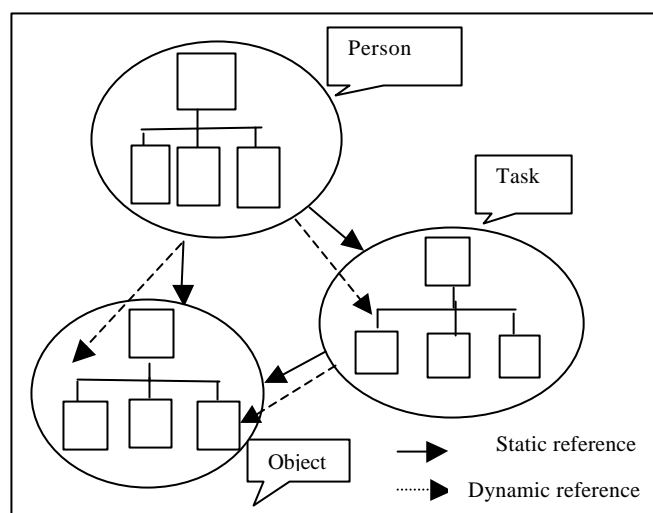 Person
Task
Object
Static reference
Dynamic reference